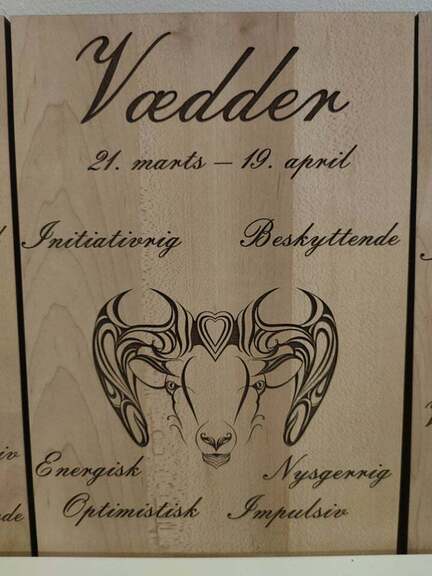 Vædder
21. marts – 19. april
Initiativrig Beskyttende
Energisk Nysgerrig
Optimistisk Impulsiv